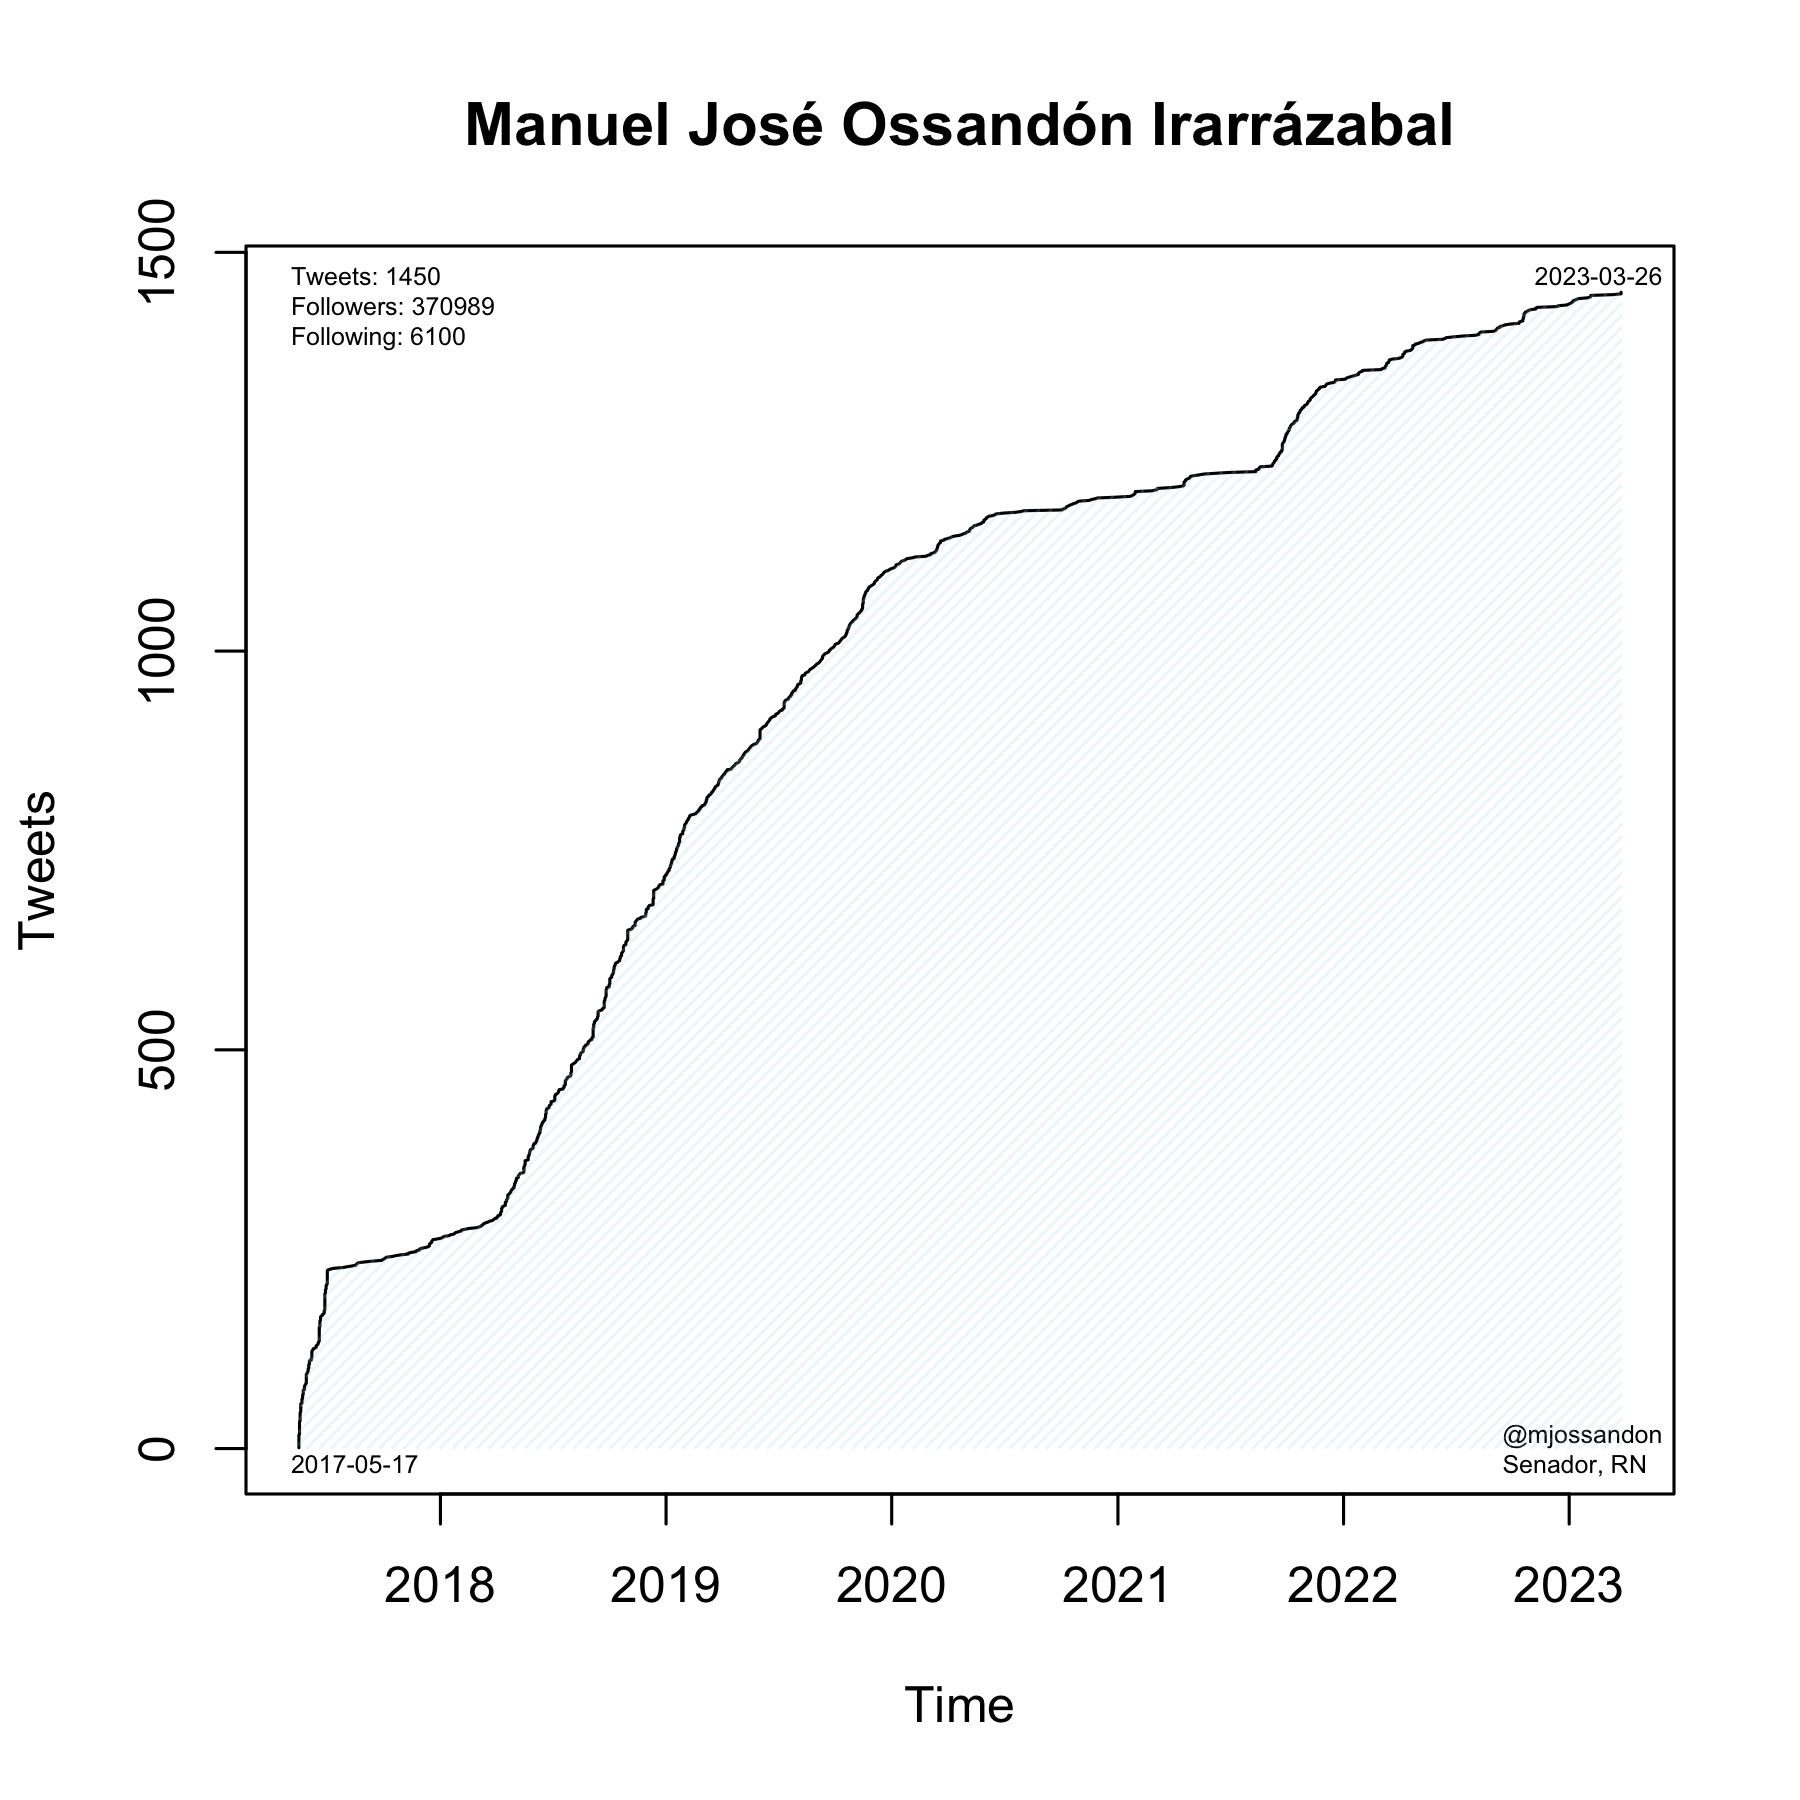 Manuel José Ossandón Irarrázabal
Tweets: 1450
Followers: 370989
Following: 6100
2023-03-26
1500
1000
500
0
Tweets
2017-05-17
@mjossandon
Senador, RN
2018 2019 2020 2021 2022 2023
Time